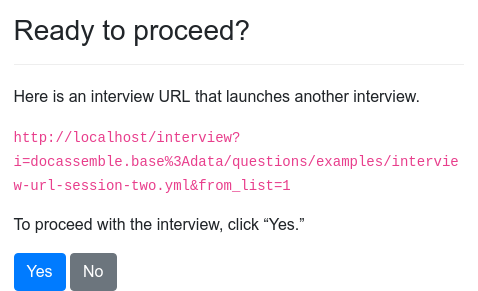 Ready to proceed?
Here is an interview URL that launches another interview.
http://localhost/interview?
i=docassemble.base%3Adata/questions/examples/intervie
w-url-session-two.yml&from_list=1
To proceed with the interview, click “Yes.”
Yes No